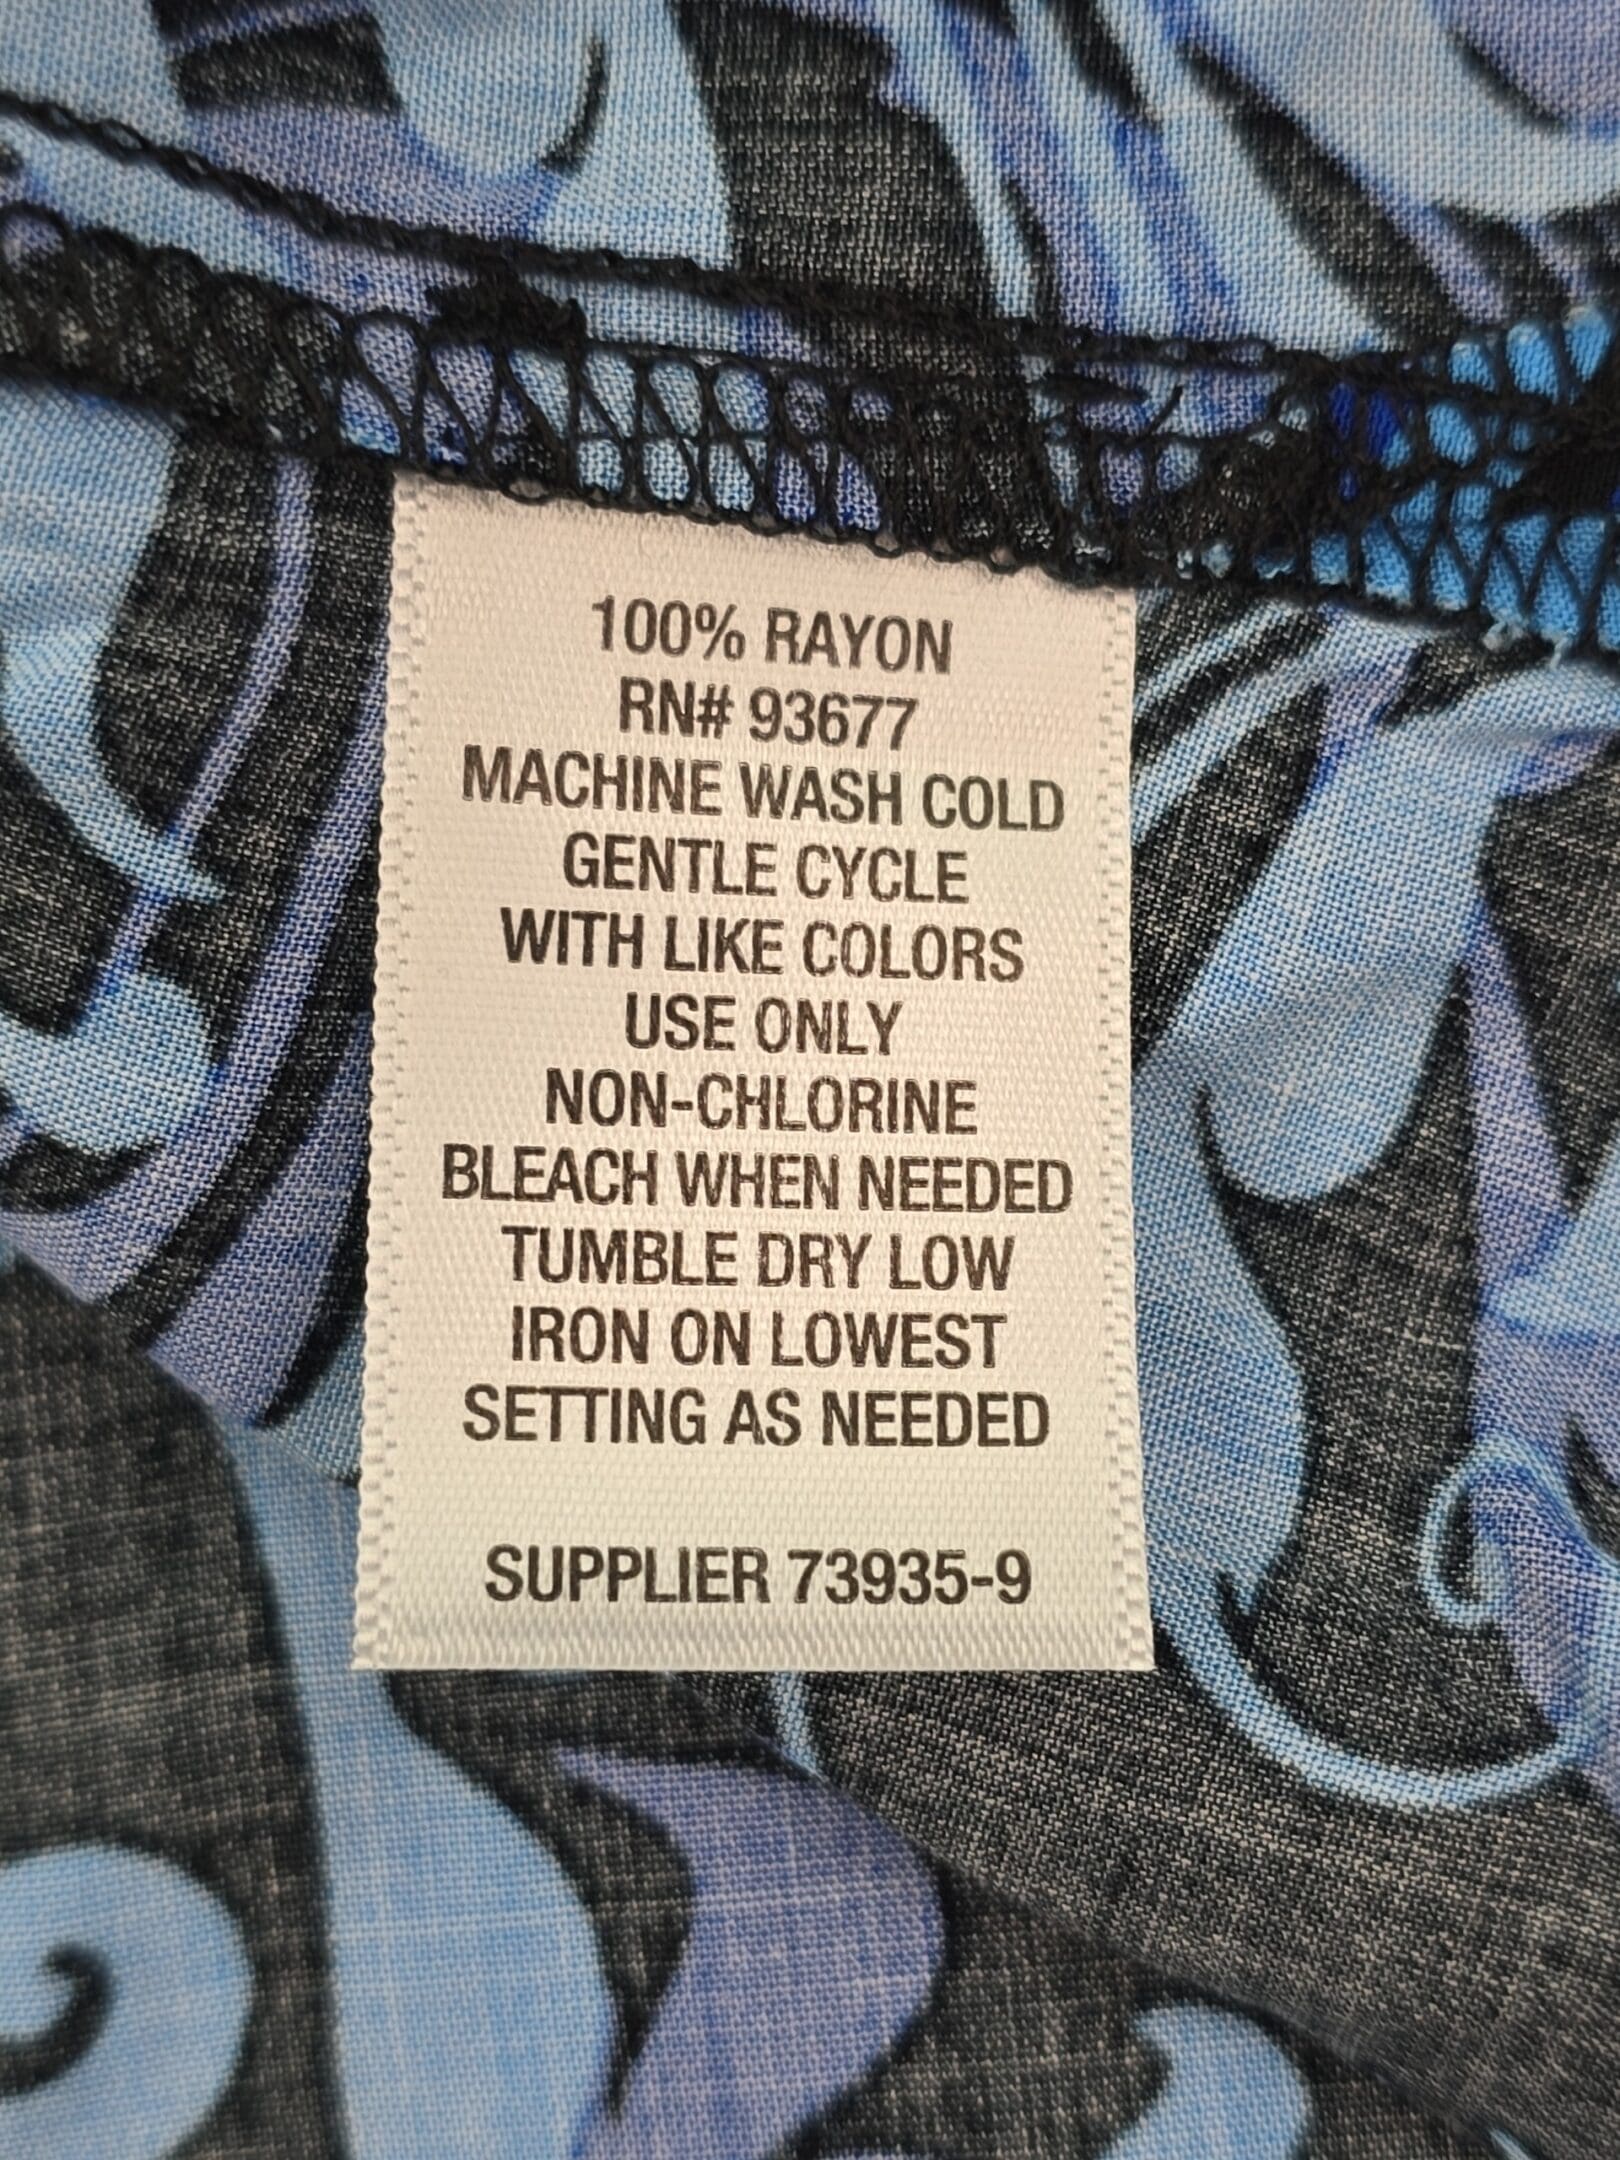 100% RAYON
RN# 93677
MACHINE WASH COLD
GENTLE CYCLE
WITH LIKE COLORS
USE ONLY
NON-CHLORINE
BLEACH WHEN NEEDED
TUMBLE DRY LOW
IRON ON LOWEST
SETTING AS NEEDED
SUPPLIER 73935-9